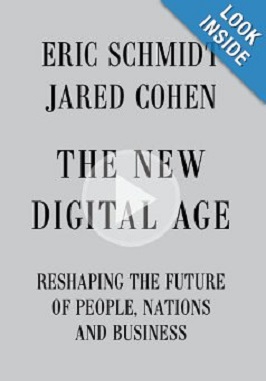 LOOK
INSIDE
ERIC SCHMIDT
JARED COHEN
THE NEW
DIGITAL AGE
RESHAPING THE FUTURE
OF PEOPLE, NATIONS
AND BUSINESS